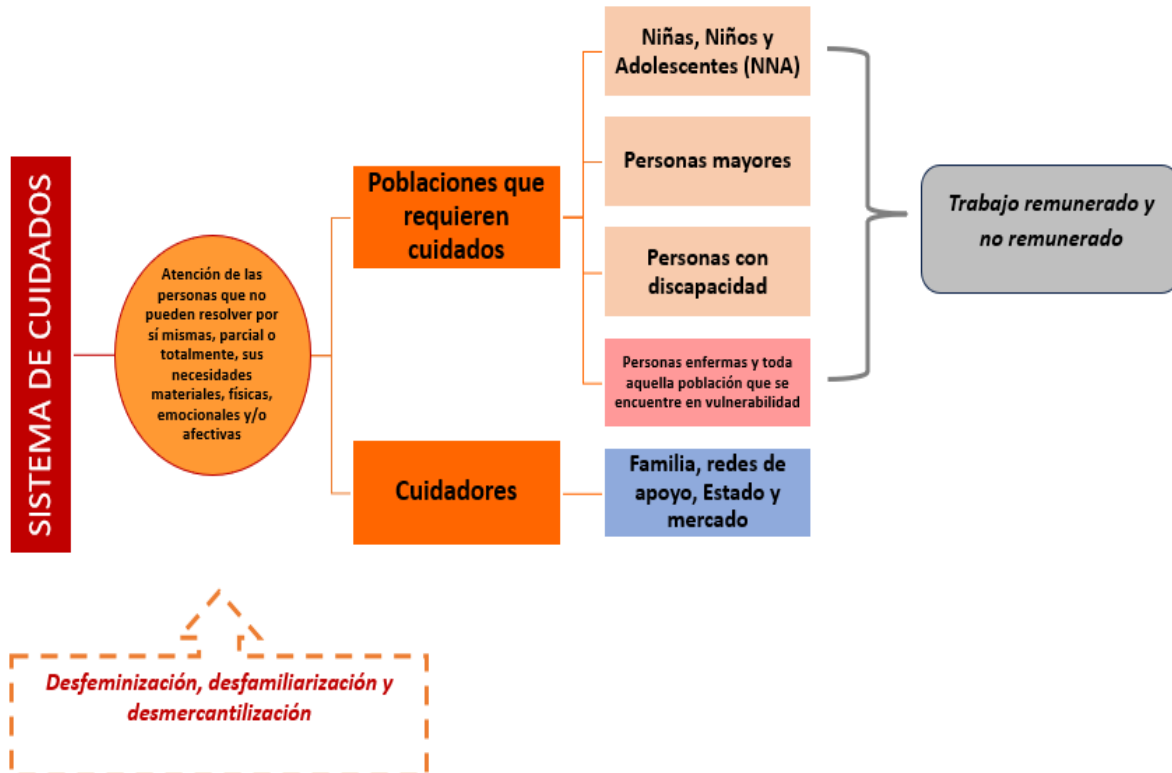 SISTEMA DE CUIDADOS
Atención de las
personas que no
pueden resolver por
sí mismas, parcial o
totalmente, sus
necesidades
materiales, físicas,
emocionales y/o
afectivas
Poblaciones que
requieren
cuidados
Niñas, Niños y
Adolescentes (NNA)
Personas mayores
Personas con
discapacidad
Personas enfermas y toda
aquella población que se
encuentre en vulnerabilidad
Trabajo remunerado y
no remunerado
Cuidadores
Familia, redes de
apoyo, Estado y
mercado
Desfeminización, desfamiliarización y
desmercantilización